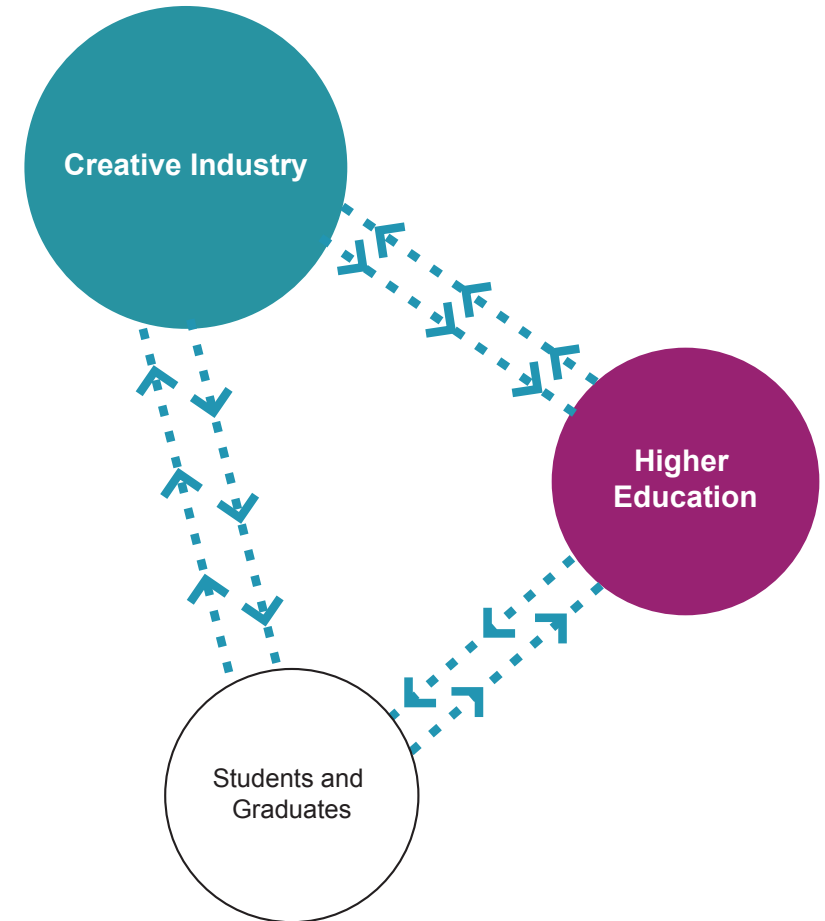 Creative Industry
Higher
Education
Students and
Graduates